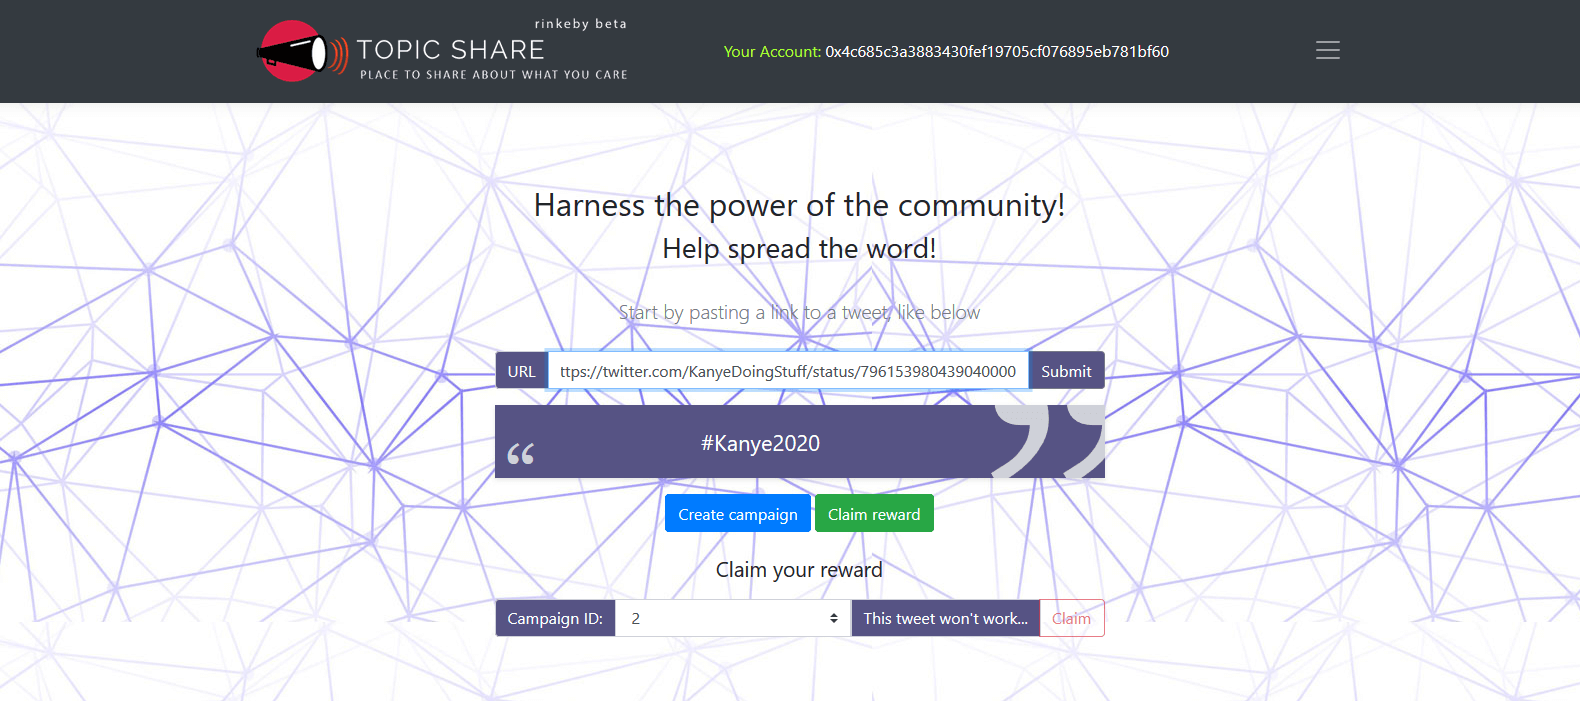 rinkeby beta
TOPIC SHARE
PLACE TO SHARE ABOUT WHAT YOU CARE
Your Account: 0x4c685c3a3883430fef19705cf076895eb781bf60
Harness the power of the community!
Help spread the word!
Start by pasting a link to a tweet, like below
URL ttps://twitter.com/KanyeDoingStuff/status/796153980439040000 Submit
“ #Kanye2020 ”
Create campaign Claim reward
Claim your reward
Campaign ID: 2 This tweet won't work... Claim